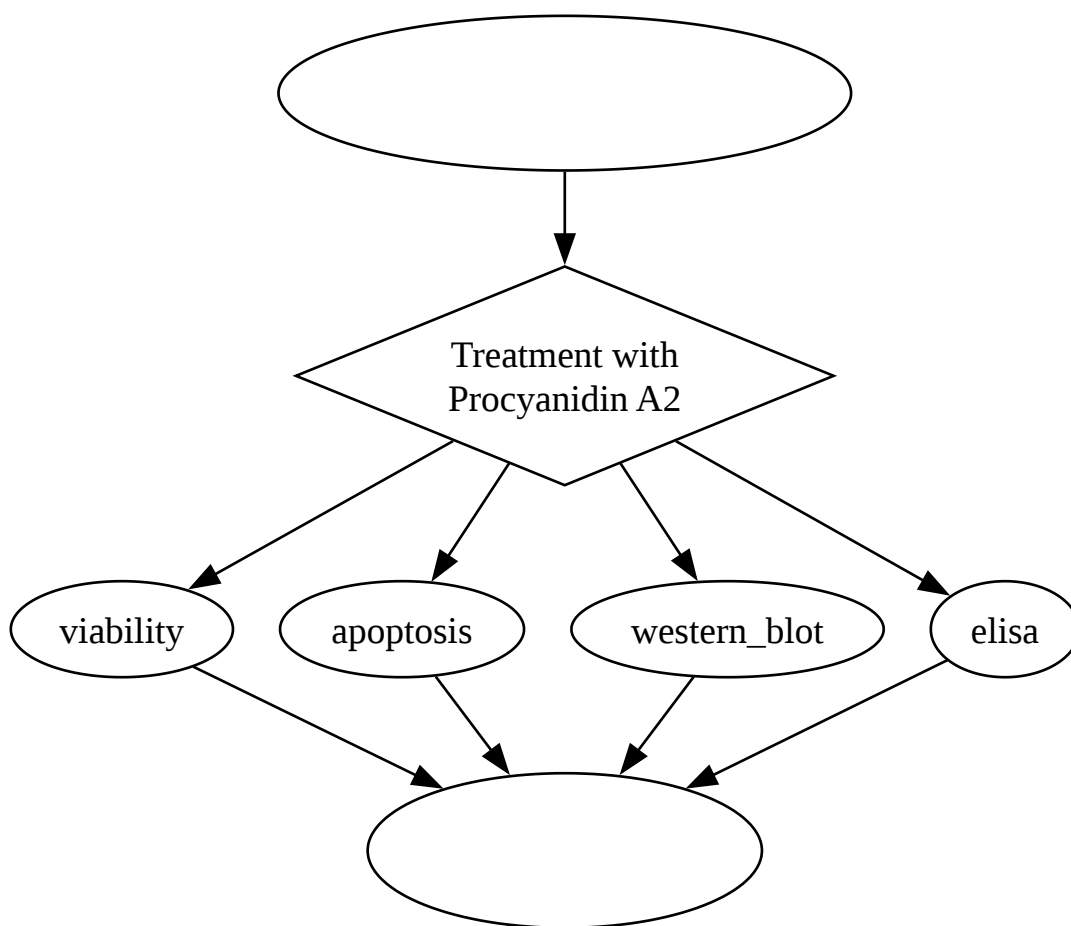 Treatment with
Procyanidin A2
viability
apoptosis
western_blot
elisa